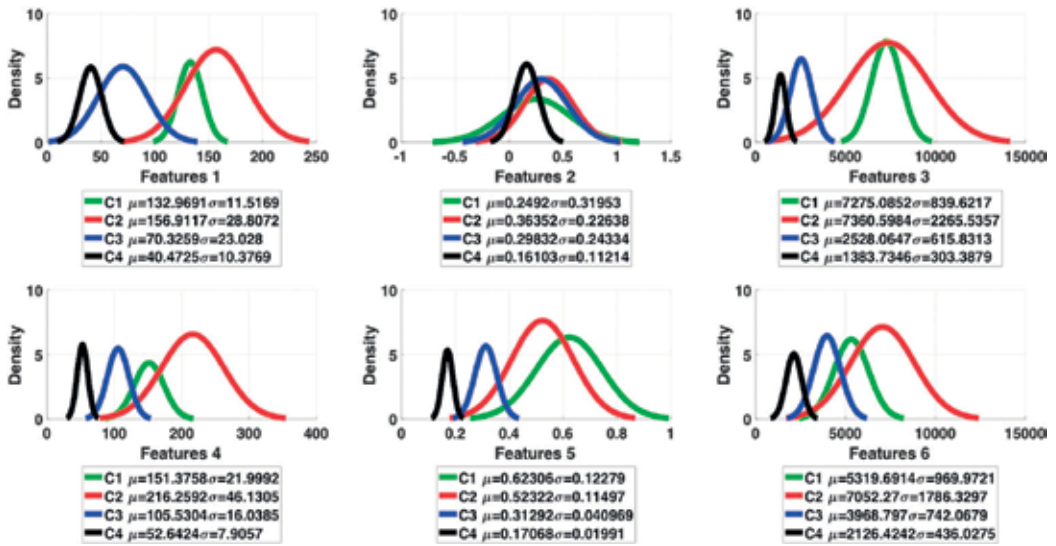 10
5
0
Density
0 50 100 150 200 250
Features 1
C1 μ=132.9691σ=11.5169
C2 μ=156.9117σ=28.8072
C3 μ=70.3259σ=23.028
C4 μ=40.4725σ=10.3769
10
5
0
Density
-1 -0.5 0 0.5 1 1.5
Features 2
C1 μ=0.2492σ=0.31953
C2 μ=0.36352σ=0.22638
C3 μ=0.29832σ=0.24334
C4 μ=0.16103σ=0.11214
10
5
0
Density
0 5000 10000 15000
Features 3
C1 μ=7275.0852σ=839.6217
C2 μ=7360.5984σ=2265.5357
C3 μ=2528.0647σ=615.8313
C4 μ=1383.7346σ=303.3879
10
5
0
Density
0 100 200 300 400
Features 4
C1 μ=151.3758σ=21.9992
C2 μ=216.2592σ=46.1305
C3 μ=105.5304σ=16.0385
C4 μ=52.6424σ=7.9057
10
5
0
Density
0 0.2 0.4 0.6 0.8 1
Features 5
C1 μ=0.62306σ=0.12279
C2 μ=0.52322σ=0.11497
C3 μ=0.31292σ=0.040969
C4 μ=0.17068σ=0.01991
10
5
0
Density
0 5000 10000 15000
Features 6
C1 μ=5319.6914σ=969.9721
C2 μ=7052.27σ=1786.3297
C3 μ=3968.797σ=742.0679
C4 μ=2126.4242σ=436.0275